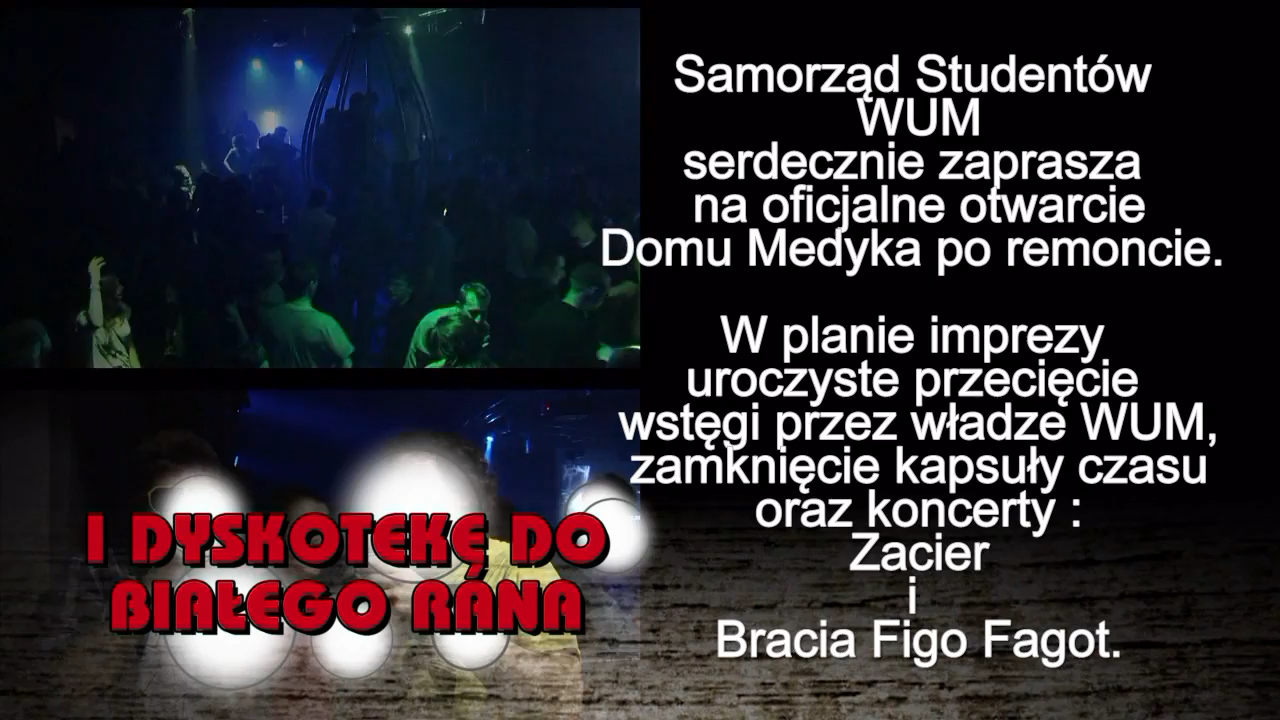 Samorząd Studentów
WUM
serdecznie zaprasza
na oficjalne otwarcie
Domu Medyka po remoncie.
W planie imprezy
uroczyste przecięcie
wstęgi przez władze WUM,
zamknięcie kapsuły czasu
oraz koncerty :
Zacier
i
Bracia Figo Fagot.
I DYSKOTEKĘ DO
BIAŁEGO RANA